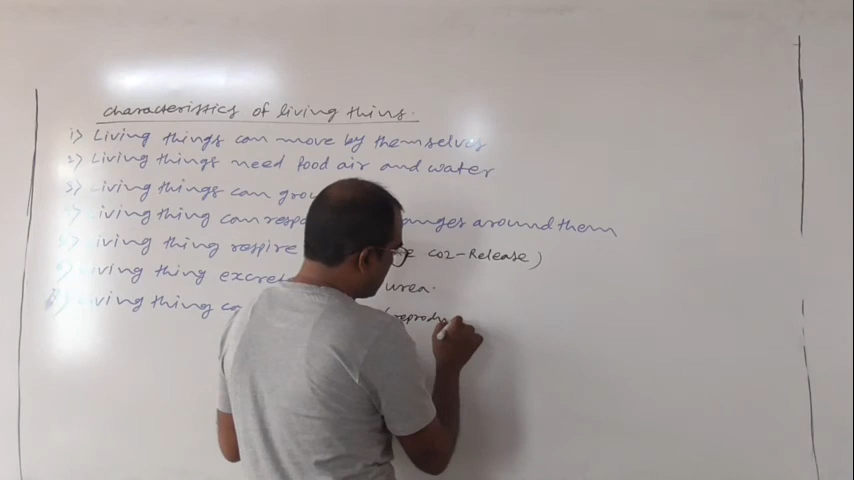 characteristics of living thing.
1) Living things can move by themselves
2) Living things need food air and water
3) Living things can grow
4) Living thing can respo anges around them
5) Living thing respire e co2-Release)
6) Living thing excret urea.
Living thing ca (reprodu